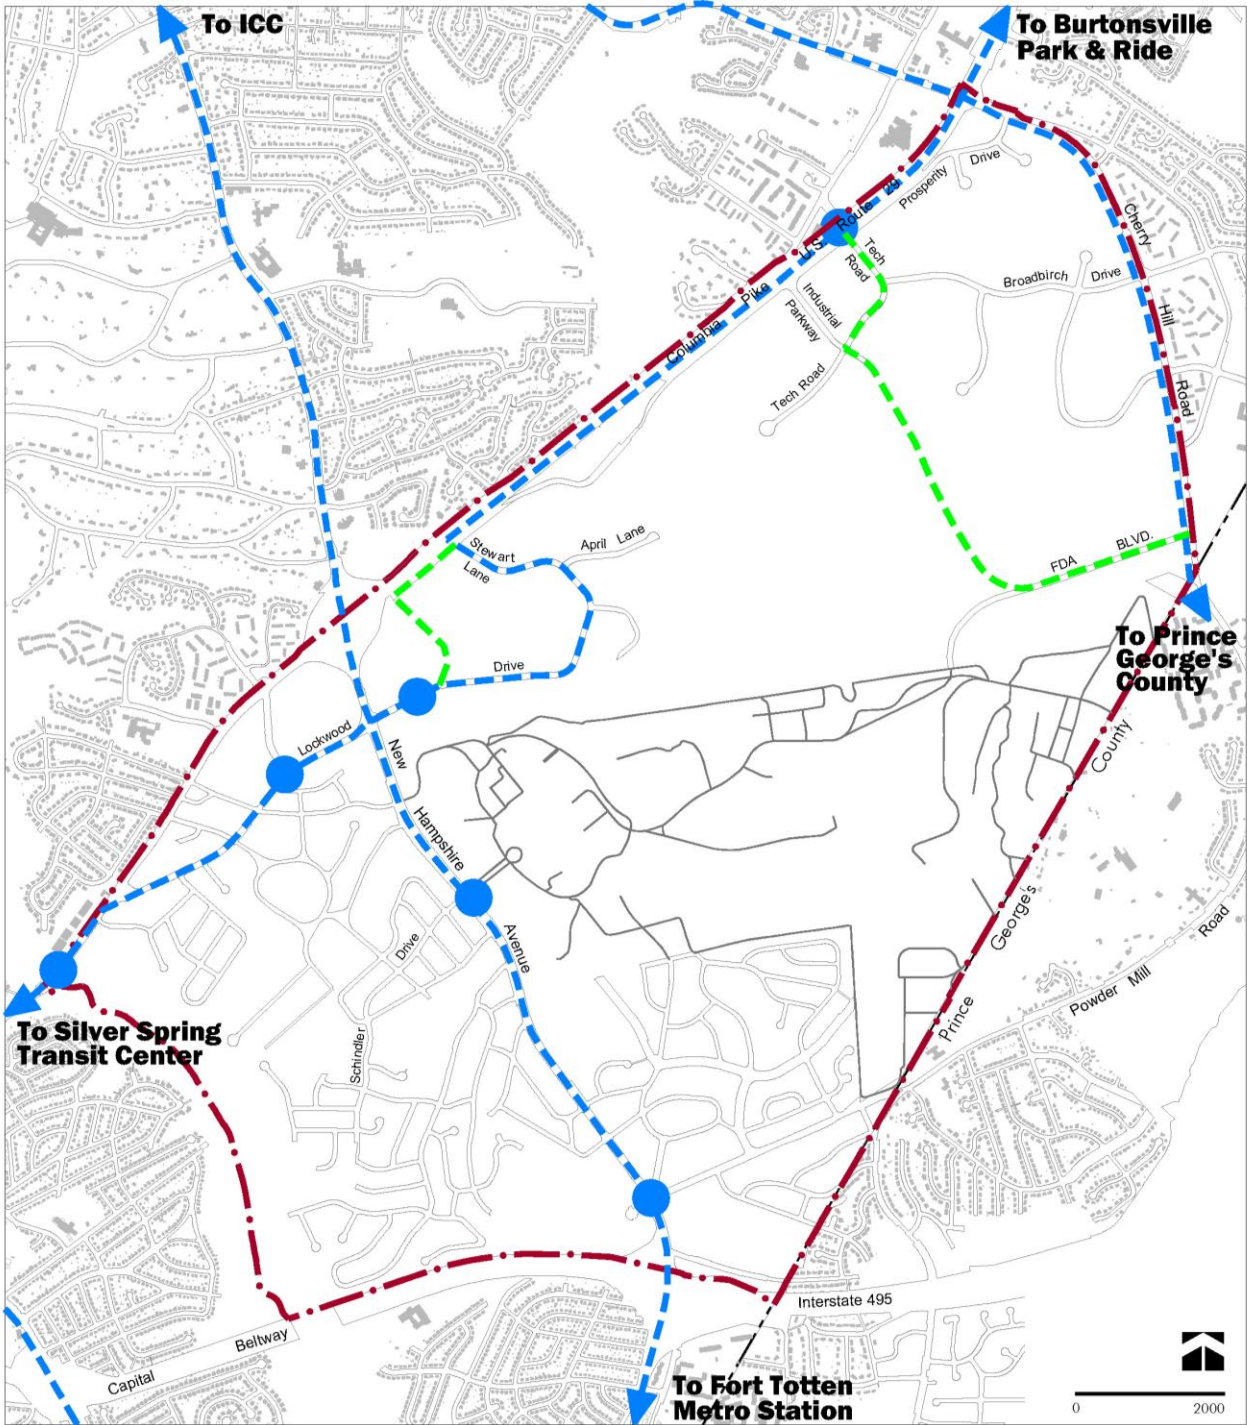 To ICC
To Burtonsville
Park & Ride
Prosperity
Drive
U.S.
Route 29
Tech
Road
Cherry
Hill
Road
Broadbirch
Drive
Industrial
Parkway
Pike
Columbia
Tech Road
Stewart
Lane
April Lane
FDA
BLVD.
To Prince
George's
County
Drive
Lockwood
New
Hampshire
Avenue
County
George's
Prince
Powder Mill
Road
Drive
Schindler
To Silver Spring
Transit Center
Interstate 495
Beltway
Capital
To Fort Totten
Metro Station
0
2000